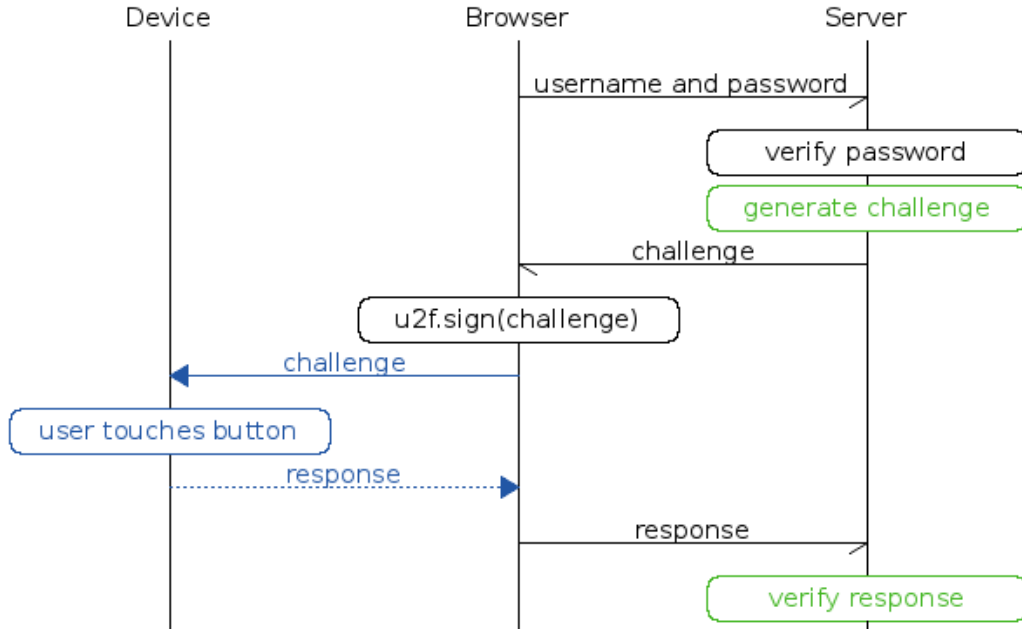 Device Browser Server
username and password
verify password
generate challenge
challenge
u2f.sign(challenge)
challenge
user touches button
response
response
verify response